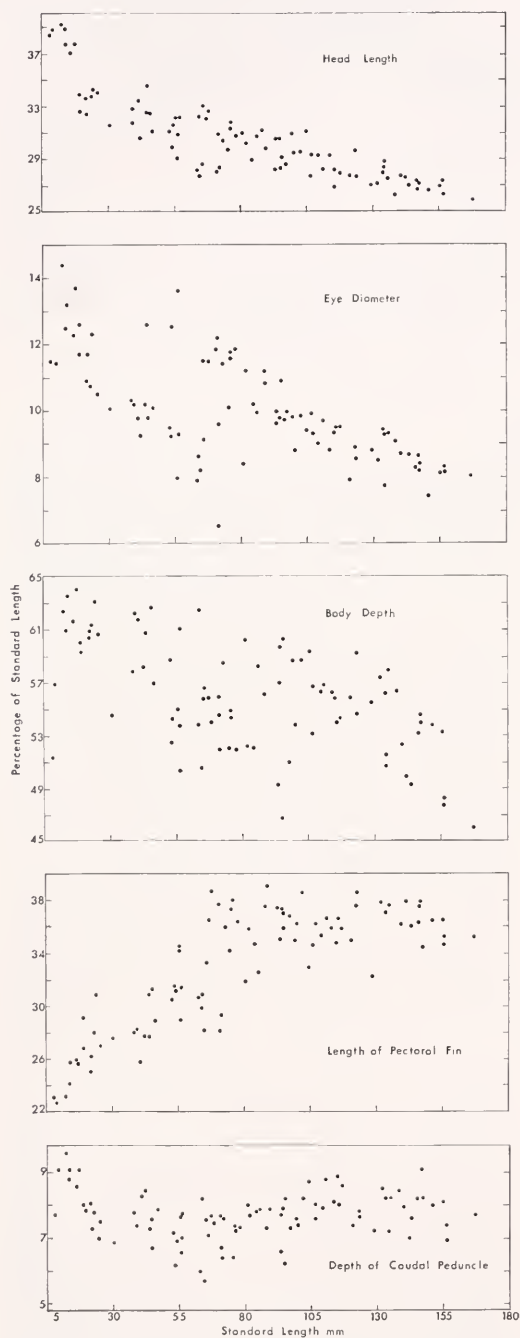 37
33
29
25
Head Length
14
12
10
8
6
Eye Diameter
65
61
57
53
49
45
Body Depth
Percentage of Standard Length
38
36
30
26
22
Length of Pectoral Fin
9
7
5
Depth of Caudal Peduncle
5 30 55 80 105 130 155 180
Standard Length mm